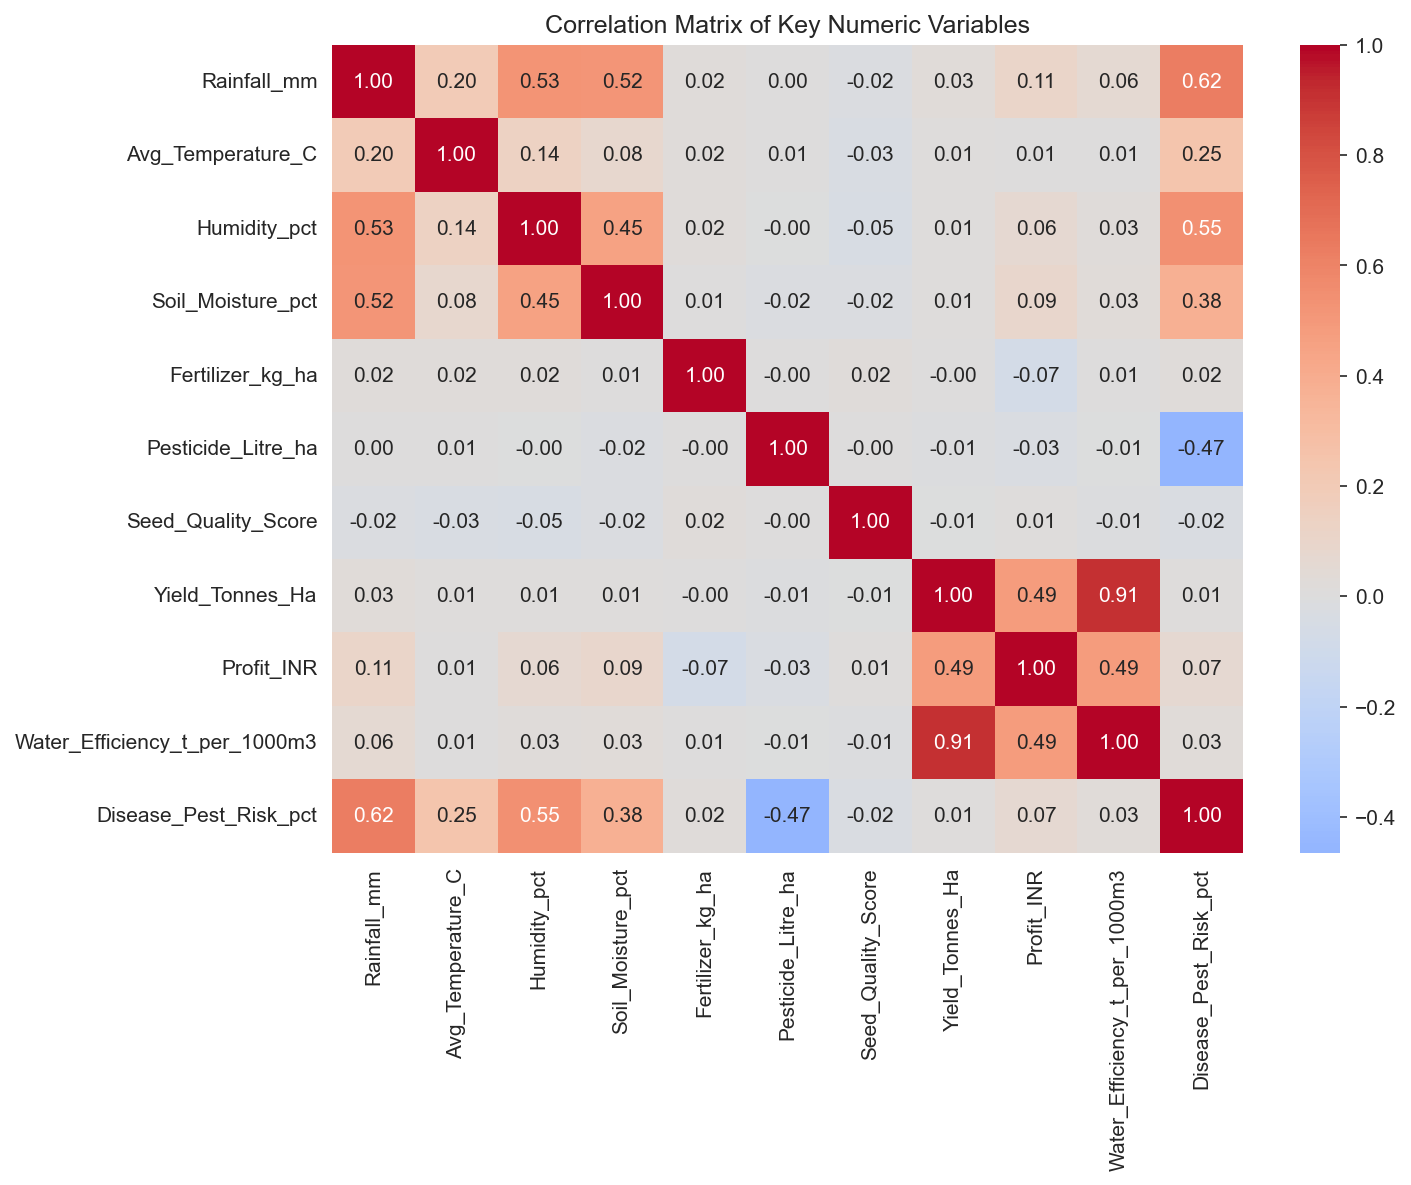 Correlation Matrix of Key Numeric Variables
Rainfall_mm 1.00 0.20 0.53 0.52 0.02 0.00 -0.02 0.03 0.11 0.06 0.62
Avg_Temperature_C 0.20 1.00 0.14 0.08 0.02 0.01 -0.03 0.01 0.01 0.01 0.25
Humidity_pct 0.53 0.14 1.00 0.45 0.02 -0.00 -0.05 0.01 0.06 0.03 0.55
Soil_Moisture_pct 0.52 0.08 0.45 1.00 0.01 -0.02 -0.02 0.01 0.09 0.03 0.38
Fertilizer_kg_ha 0.02 0.02 0.02 0.01 1.00 -0.00 0.02 -0.00 -0.07 0.01 0.02
Pesticide_Litre_ha 0.00 0.01 -0.00 -0.02 -0.00 1.00 -0.00 -0.01 -0.03 -0.01 -0.47
Seed_Quality_Score -0.02 -0.03 -0.05 -0.02 0.02 -0.00 1.00 -0.01 0.01 -0.01 -0.02
Yield_Tonnes_Ha 0.03 0.01 0.01 0.01 -0.00 -0.01 -0.01 1.00 0.49 0.91 0.01
Profit_INR 0.11 0.01 0.06 0.09 -0.07 -0.03 0.01 0.49 1.00 0.49 0.07
Water_Efficiency_t_per_1000m3 0.06 0.01 0.03 0.03 0.01 -0.01 -0.01 0.91 0.49 1.00 0.03
Disease_Pest_Risk_pct 0.62 0.25 0.55 0.38 0.02 -0.47 -0.02 0.01 0.07 0.03 1.00
Rainfall_mm
Avg_Temperature_C
Humidity_pct
Soil_Moisture_pct
Fertilizer_kg_ha
Pesticide_Litre_ha
Seed_Quality_Score
Yield_Tonnes_Ha
Profit_INR
Water_Efficiency_t_per_1000m3
Disease_Pest_Risk_pct
1.0
0.8
0.6
0.4
0.2
0.0
−0.2
−0.4